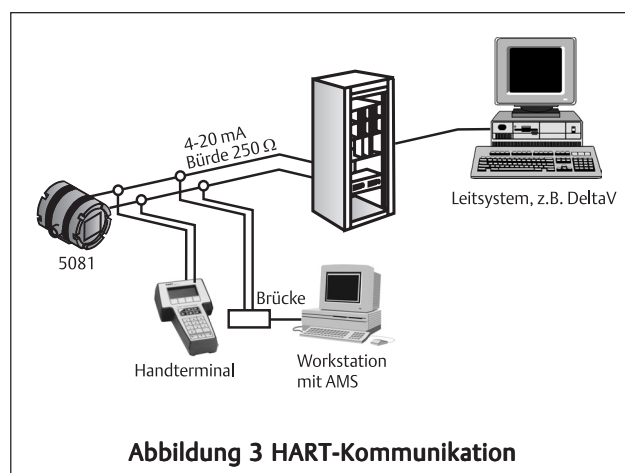 4-20 mA
Bürde 250 Ω
Leitsystem, z.B. DeltaV
5081
Brücke
Handterminal
Workstation
mit AMS
Abbildung 3 HART-Kommunikation